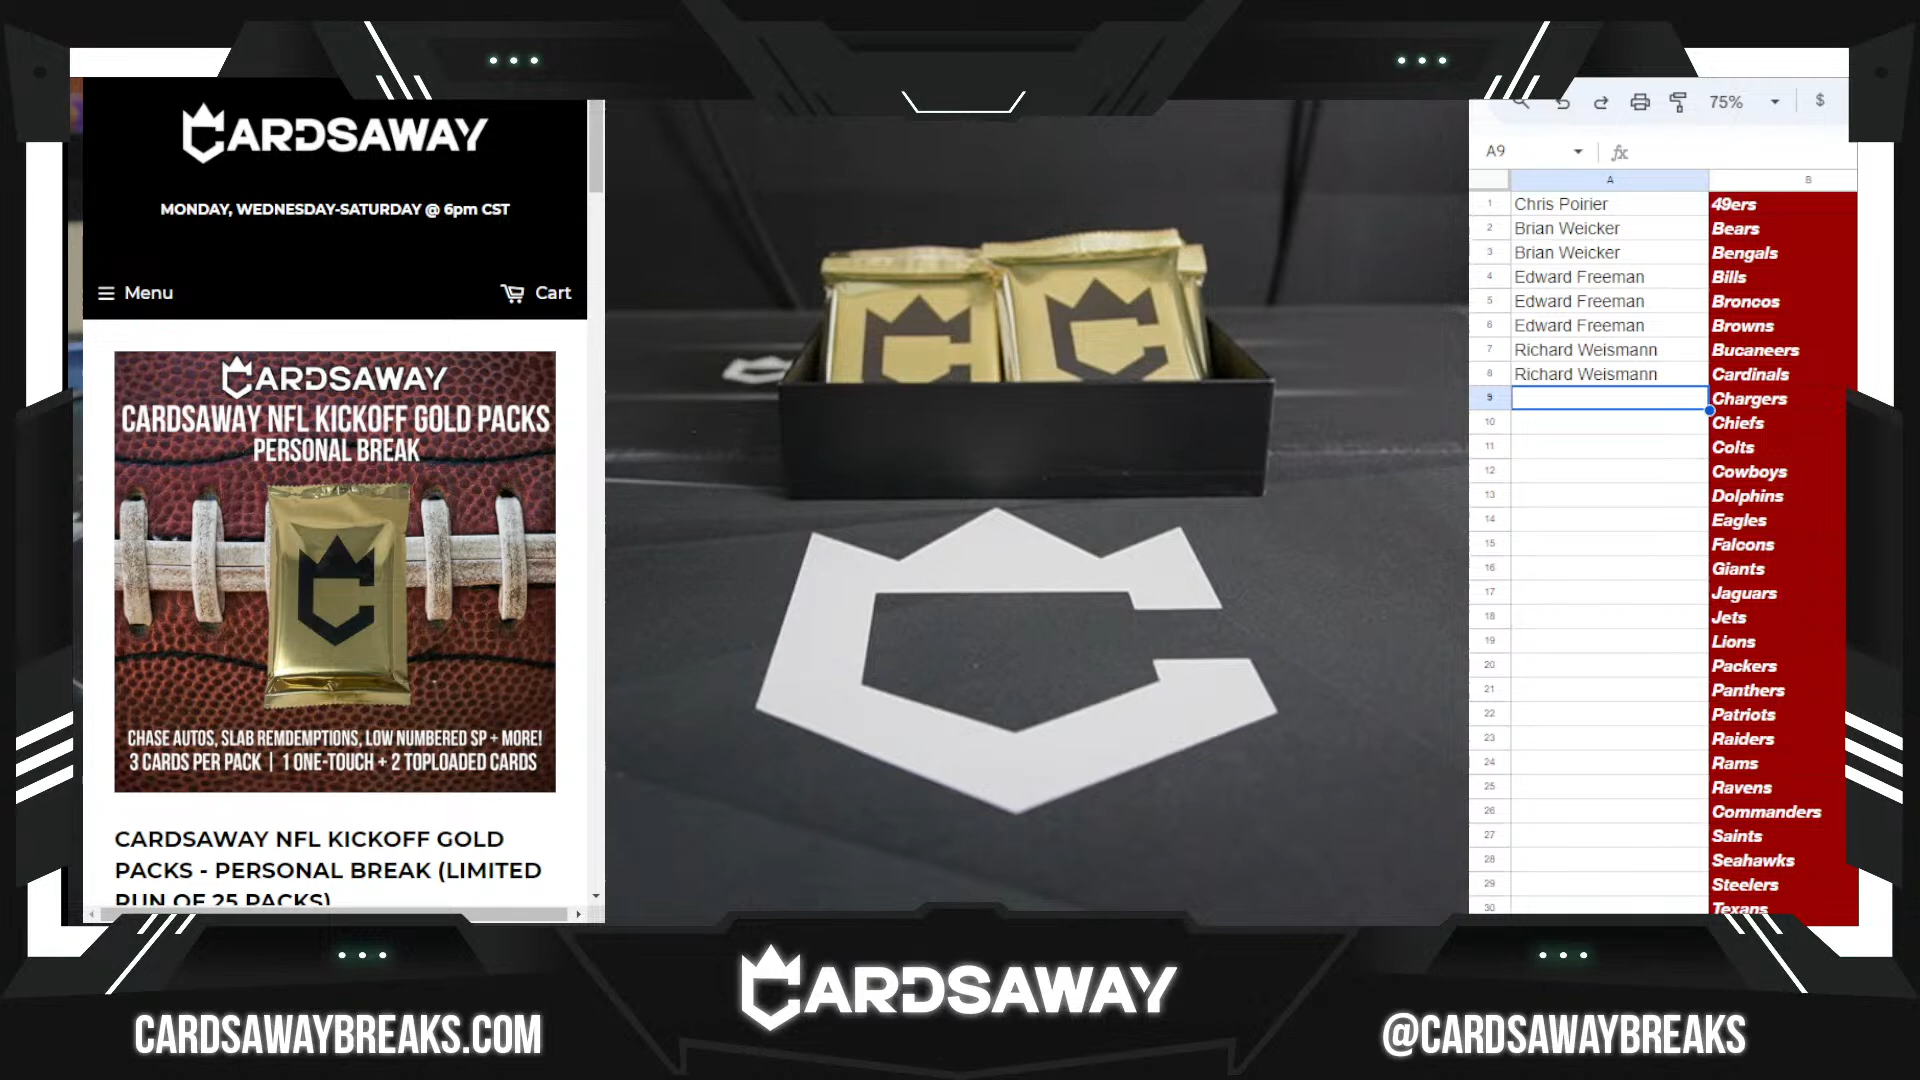 CARDSAWAY
MONDAY, WEDNESDAY-SATURDAY @ 6pm CST
Menu
Cart
CARDSAWAY
CARDSAWAY NFL KICKOFF GOLD PACKS
PERSONAL BREAK
CHASE AUTOS, SLAB REMDEMPTIONS, LOW NUMBERED SP + MORE!
3 CARDS PER PACK | 1 ONE-TOUCH + 2 TOPLOADED CARDS
CARDSAWAY NFL KICKOFF GOLD
PACKS - PERSONAL BREAK (LIMITED
RUN OF 25 PACKS)
75%
$
A9
fx
A
B
1 Chris Poirier 49ers
2 Brian Weicker Bears
3 Brian Weicker Bengals
4 Edward Freeman Bills
5 Edward Freeman Broncos
6 Edward Freeman Browns
7 Richard Weismann Bucaneers
8 Richard Weismann Cardinals
9 Chargers
10 Chiefs
11 Colts
12 Cowboys
13 Dolphins
14 Eagles
15 Falcons
16 Giants
17 Jaguars
18 Jets
19 Lions
20 Packers
21 Panthers
22 Patriots
23 Raiders
24 Rams
25 Ravens
26 Commanders
27 Saints
28 Seahawks
29 Steelers
30 Texans
CARDSAWAY
CARDSAWAYBREAKS.COM
@CARDSAWAYBREAKS